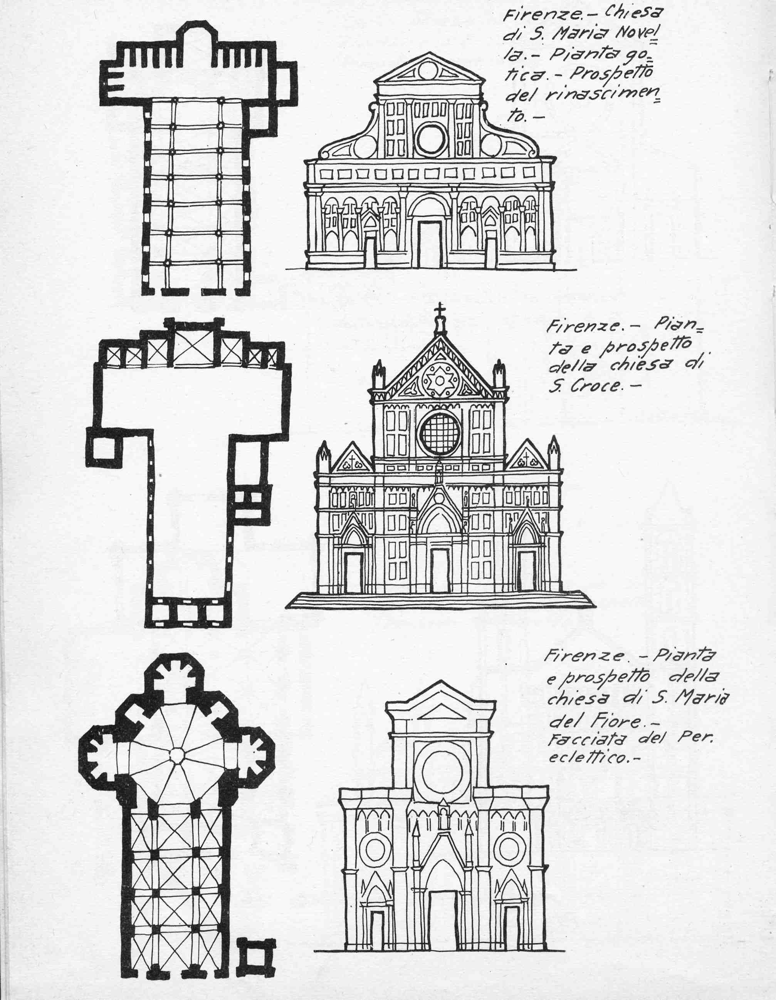 Firenze.– Chiesa
di S. Maria Novel=
la.– Pianta go=
tica.– Prospetto
del rinascimen=
to.–
Firenze.– Pian=
ta e prospetto
della chiesa di
S. Croce.–
Firenze.– Pianta
e prospetto della
chiesa di S. Maria
del Fiore.–
Facciata del Per.
eclettico.–